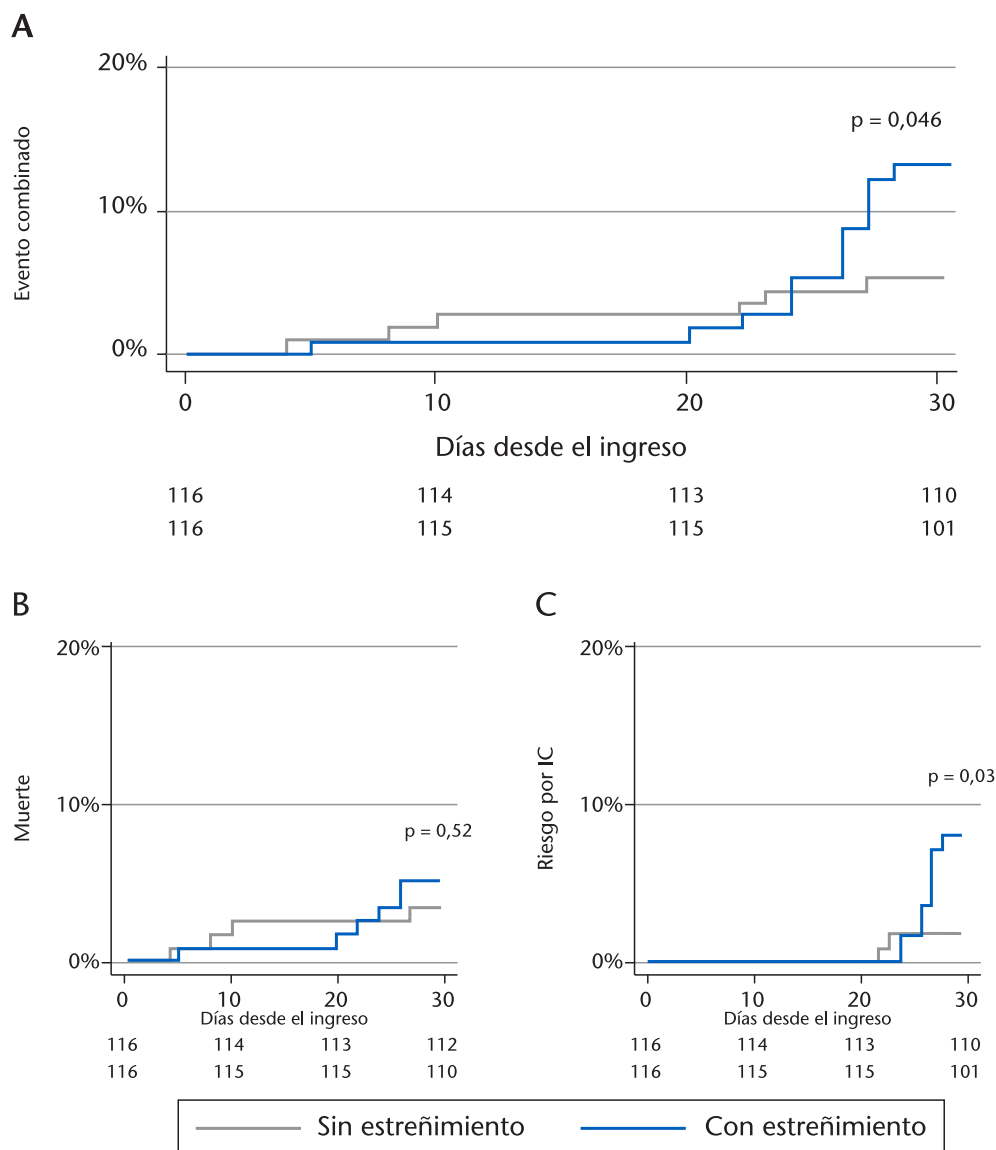 A
20%
p = 0,046
Evento combinado
10%
0%
0 10 20 30
Días desde el ingreso
116 114 113 110
116 115 115 101
B
20%
Muerte
10%
p = 0,52
0%
0 10 20 30
Días desde el ingreso
116 114 113 112
116 115 115 110
C
20%
Riesgo por IC
p = 0,03
10%
0%
0 10 20 30
Días desde el ingreso
116 114 113 110
116 115 115 101
Sin estreñimiento Con estreñimiento